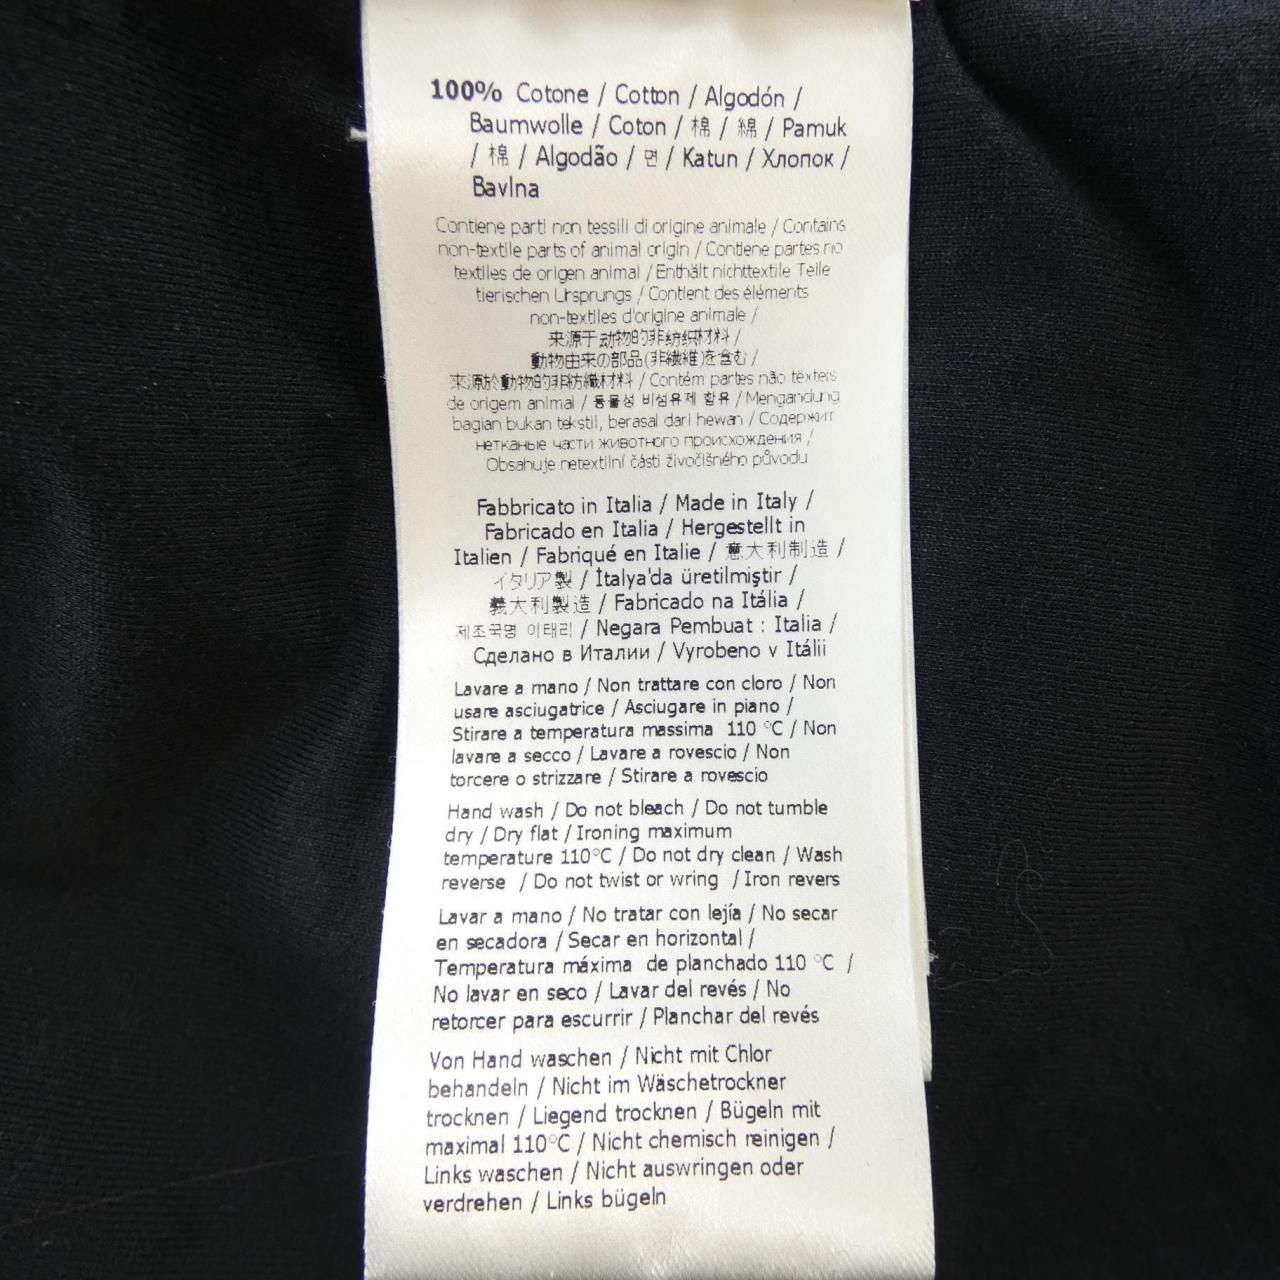 100% Cotone / Cotton / Algodón /
Baumwolle / Coton / 棉 / 綿 / Pamuk
/ 棉 / Algodão / 면 / Katun / Хлопок /
Bavlna
Contiene parti non tessili di origine animale / Contains
non-textile parts of animal origin / Contiene partes no
textiles de origen animal / Enthält nichttextile Teile
tierischen Ursprungs / Contient des éléments
non-textiles d'origine animale /
来源于动物的非纺织材料 /
動物由来の部品(非繊維)を含む /
來源於動物的非紡織材料 / Contém partes não têxteis
de origem animal / 동물성 비섬유제 함유 / Mengandung
bagian bukan tekstil, berasal dari hewan / Содержит
нетканые части животного происхождения /
Obsahuje netextilní části živočišného původu
Fabbricato in Italia / Made in Italy /
Fabricado en Italia / Hergestellt in
Italien / Fabriqué en Italie / 意大利制造 /
イタリア製 / İtalya'da üretilmiştir /
義大利製造 / Fabricado na Itália /
제조국명 이태리 / Negara Pembuat : Italia /
Сделано в Италии / Vyrobeno v Itálii
Lavare a mano / Non trattare con cloro / Non
usare asciugatrice / Asciugare in piano /
Stirare a temperatura massima 110 °C / Non
lavare a secco / Lavare a rovescio / Non
torcere o strizzare / Stirare a rovescio
Hand wash / Do not bleach / Do not tumble
dry / Dry flat / Ironing maximum
temperature 110°C / Do not dry clean / Wash
reverse / Do not twist or wring / Iron revers
Lavar a mano / No tratar con lejía / No secar
en secadora / Secar en horizontal /
Temperatura máxima de planchado 110 °C /
No lavar en seco / Lavar del revés / No
retorcer para escurrir / Planchar del revés
Von Hand waschen / Nicht mit Chlor
behandeln / Nicht im Wäschetrockner
trocknen / Liegend trocknen / Bügeln mit
maximal 110°C / Nicht chemisch reinigen /
Links waschen / Nicht auswringen oder
verdrehen / Links bügeln